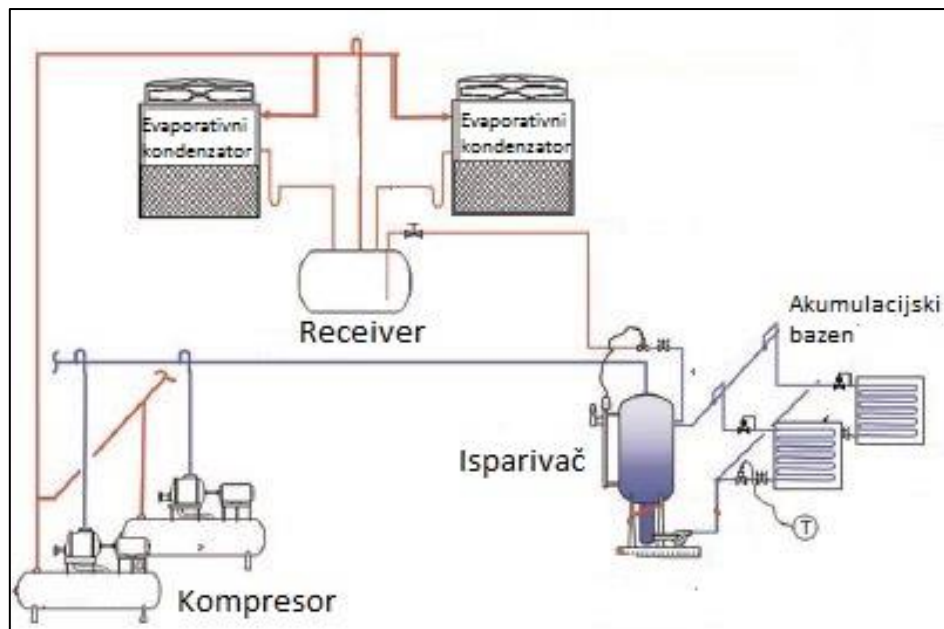 Evaporativni
kondenzator
Evaporativni
kondenzator
Receiver
Akumulacijski
bazen
Isparivač
T
Kompresor